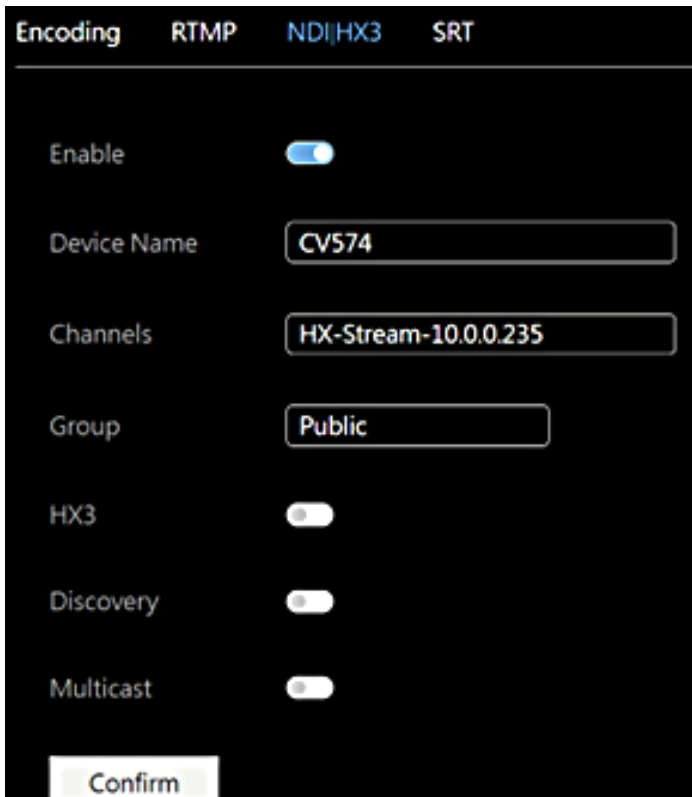 Encoding RTMP NDI|HX3 SRT
Enable
Device Name CV574
Channels HX-Stream-10.0.0.235
Group Public
HX3
Discovery
Multicast
Confirm